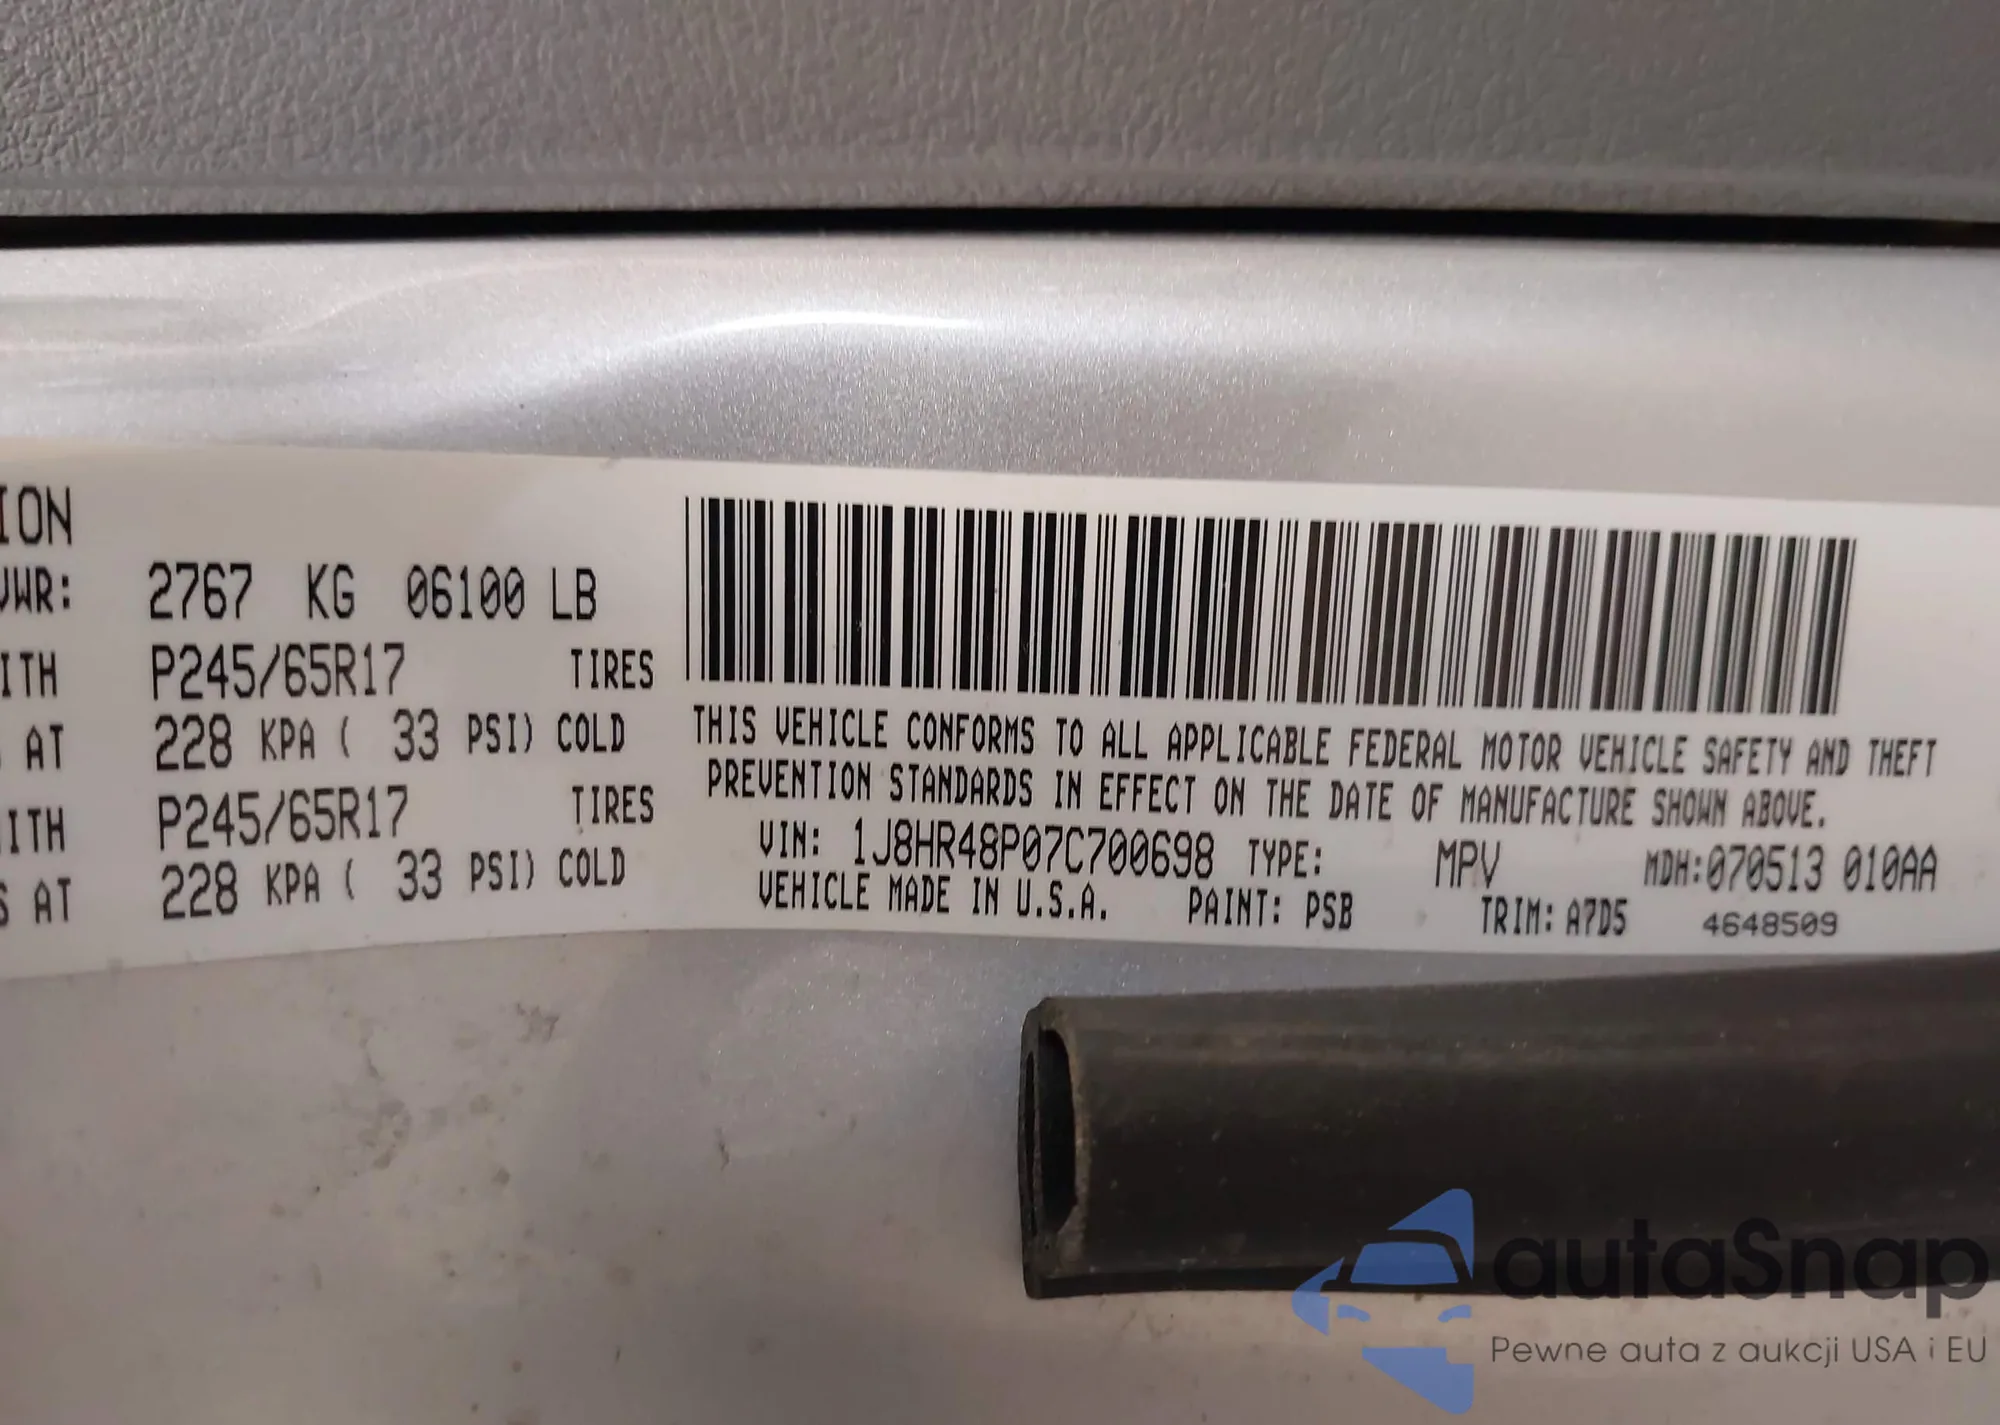 ION
VWR: 2767 KG 06100 LB
ITH P245/65R17 TIRES
S AT 228 KPA ( 33 PSI) COLD
ITH P245/65R17 TIRES
S AT 228 KPA ( 33 PSI) COLD
THIS VEHICLE CONFORMS TO ALL APPLICABLE FEDERAL MOTOR VEHICLE SAFETY AND THEFT
PREVENTION STANDARDS IN EFFECT ON THE DATE OF MANUFACTURE SHOWN ABOVE.
VIN: 1J8HR48P07C700698 TYPE: MPV MDH:070513 010AA
VEHICLE MADE IN U.S.A. PAINT: PSB TRIM: A7D5 4648509
autaSnap
Pewne auta z aukcji USA i EU